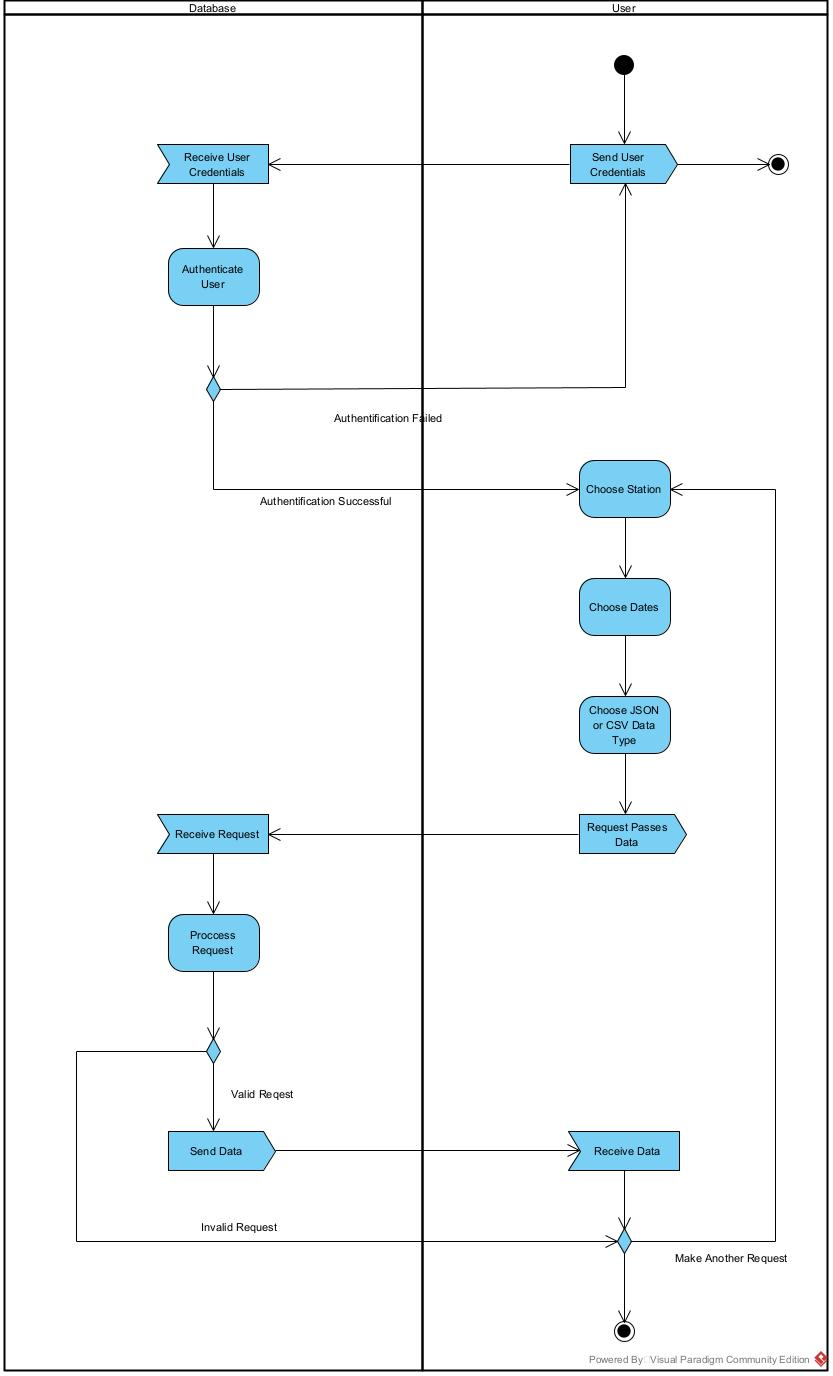 Database
User
Receive User
Credentials
Send User
Credentials
Authenticate
User
Authentification Failed
Choose Station
Authentification Successful
Choose Dates
Choose JSON
or CSV Data
Type
Receive Request
Request Passes
Data
Proccess
Request
Valid Reqest
Send Data
Receive Data
Invalid Request
Make Another Request
Powered By Visual Paradigm Community Edition